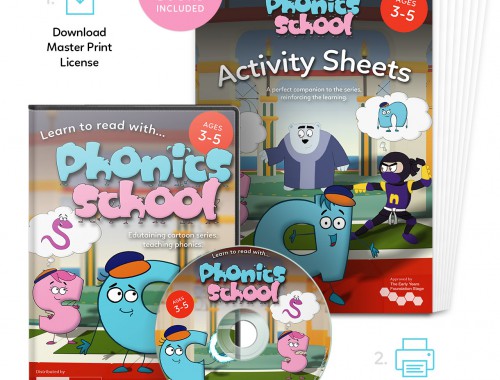 1.
Download
Master Print
License
INCLUDED
Phonics
school
AGES
3-5
Activity Sheets
A perfect companion to the series,
reinforcing the learning.
n
Approved by
The Early Years
Foundation Stage
Learn to read with...
AGES
3-5
Phonics
school
Edutaining cartoon series
teaching phonics.
Distributed by
Learn to read with...
Phonics
school
AGES
3-5
2.